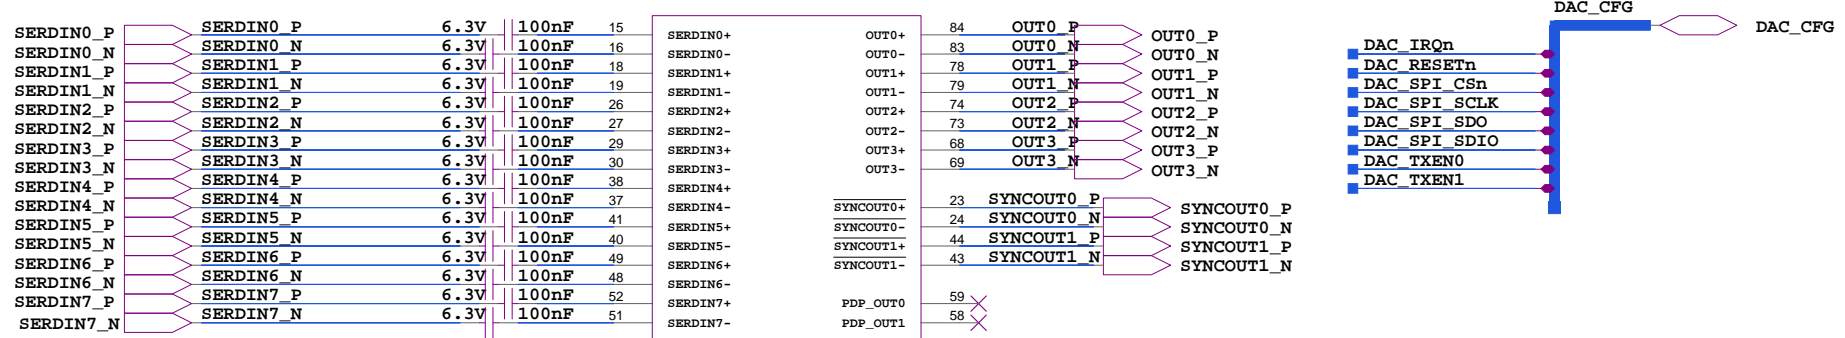 DAC_CFG
SERDIN0_P SERDIN0_P 6.3V 100nF 15 SERDIN0+ OUT0+ 84 OUT0_P OUT0_P DAC_CFG
SERDIN0_N SERDIN0_N 6.3V 100nF 16 SERDIN0- OUT0- 83 OUT0_N OUT0_N DAC_IRQn
SERDIN1_P SERDIN1_P 6.3V 100nF 18 SERDIN1+ OUT1+ 78 OUT1_P OUT1_P DAC_RESETn
SERDIN1_N SERDIN1_N 6.3V 100nF 19 SERDIN1- OUT1- 79 OUT1_N OUT1_N DAC_SPI_CSn
SERDIN2_P SERDIN2_P 6.3V 100nF 26 SERDIN2+ OUT2+ 74 OUT2_P OUT2_P DAC_SPI_SCLK
SERDIN2_N SERDIN2_N 6.3V 100nF 27 SERDIN2- OUT2- 73 OUT2_N OUT2_N DAC_SPI_SDO
SERDIN3_P SERDIN3_P 6.3V 100nF 29 SERDIN3+ OUT3+ 68 OUT3_P OUT3_P DAC_SPI_SDIO
SERDIN3_N SERDIN3_N 6.3V 100nF 30 SERDIN3- OUT3- 69 OUT3_N OUT3_N DAC_TXEN0
SERDIN4_P SERDIN4_P 6.3V 100nF 38 SERDIN4+ DAC_TXEN1
SERDIN4_N SERDIN4_N 6.3V 100nF 37 SERDIN4- SYNCOUT0+ 23 SYNCOUT0_P SYNCOUT0_P
SERDIN5_P SERDIN5_P 6.3V 100nF 41 SERDIN5+ SYNCOUT0- 24 SYNCOUT0_N SYNCOUT0_N
SERDIN5_N SERDIN5_N 6.3V 100nF 40 SERDIN5- SYNCOUT1+ 44 SYNCOUT1_P SYNCOUT1_P
SERDIN6_P SERDIN6_P 6.3V 100nF 49 SERDIN6+ SYNCOUT1- 43 SYNCOUT1_N SYNCOUT1_N
SERDIN6_N SERDIN6_N 6.3V 100nF 48 SERDIN6-
SERDIN7_P SERDIN7_P 6.3V 100nF 52 SERDIN7+ PDP_OUT0 59
SERDIN7_N SERDIN7_N 6.3V 100nF 51 SERDIN7- PDP_OUT1 58